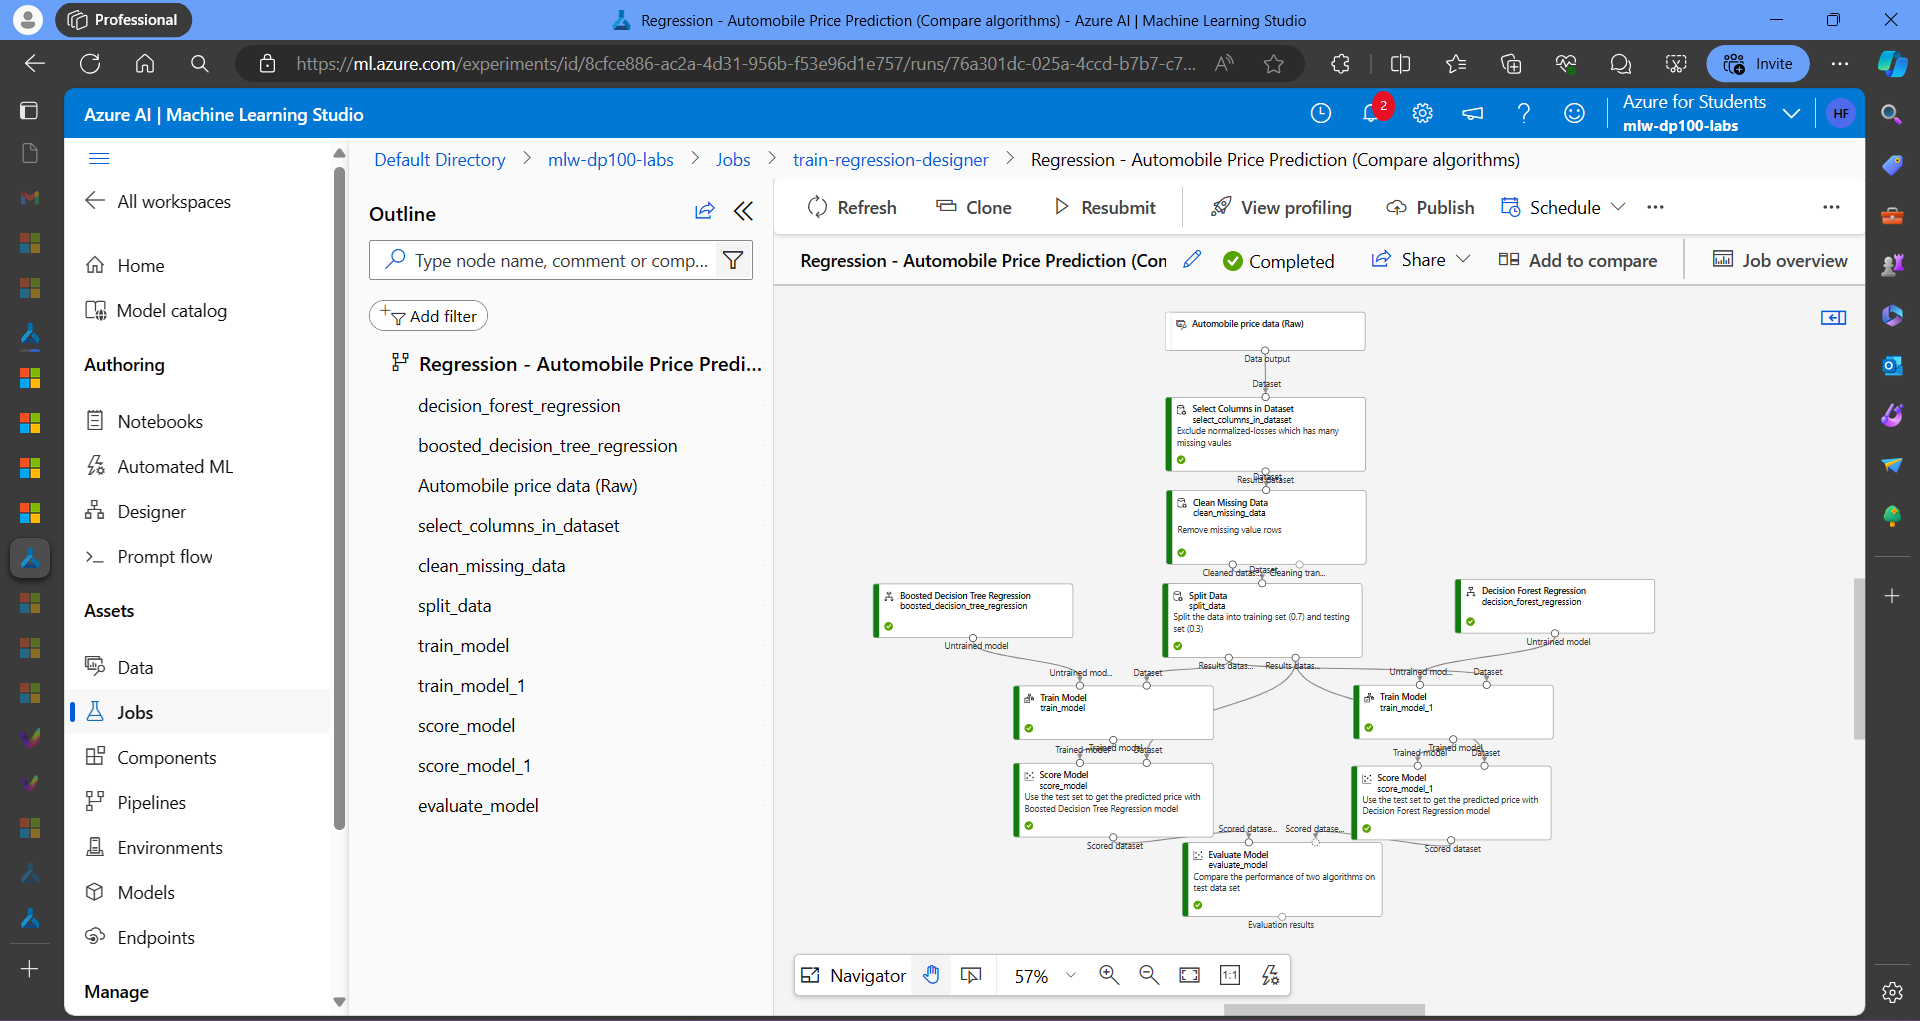 Professional
Regression - Automobile Price Prediction (Compare algorithms) - Azure AI | Machine Learning Studio
https://ml.azure.com/experiments/id/8cfce886-ac2a-4d31-956b-f53e96d1e757/runs/76a301dc-025a-4ccd-b7b7-c7...
Invite
Azure AI | Machine Learning Studio
2
Azure for Students
mlw-dp100-labs
HF
All workspaces
Home
Model catalog
Authoring
Notebooks
Automated ML
Designer
Prompt flow
Assets
Data
Jobs
Components
Pipelines
Environments
Models
Endpoints
Manage
Default Directory > mlw-dp100-labs > Jobs > train-regression-designer > Regression - Automobile Price Prediction (Compare algorithms)
Outline
Type node name, comment or comp...
Add filter
Regression - Automobile Price Predi...
decision_forest_regression
boosted_decision_tree_regression
Automobile price data (Raw)
select_columns_in_dataset
clean_missing_data
split_data
train_model
train_model_1
score_model
score_model_1
evaluate_model
Refresh
Clone
Resubmit
View profiling
Publish
Schedule
Regression - Automobile Price Prediction (Con
Completed
Share
Add to compare
Job overview
Automobile price data (Raw)
Data output
Dataset
Select Columns in Dataset
select_columns_in_dataset
Exclude normalized-losses which has many
missing vaules
Results dataset
Dataset
Clean Missing Data
clean_missing_data
Remove missing value rows
Cleaned datas...
Dataset
Cleaning tran...
Boosted Decision Tree Regression
boosted_decision_tree_regression
Untrained model
Split Data
split_data
Split the data into training set (0.7) and testing
set (0.3)
Results datas...
Results datas...
Decision Forest Regression
decision_forest_regression
Untrained model
Untrained mod...
Dataset
Train Model
train_model
Trained model
Trained model
Dataset
Untrained mod...
Dataset
Train Model
train_model_1
Trained model
Trained model
Dataset
Score Model
score_model
Use the test set to get the predicted price with
Boosted Decision Tree Regression model
Scored dataset
Score Model
score_model_1
Use the test set to get the predicted price with
Decision Forest Regression model
Scored dataset
Scored datase...
Scored datase...
Evaluate Model
evaluate_model
Compare the performance of two algorithms on
test data set
Evaluation results
Navigator
57%
1:1